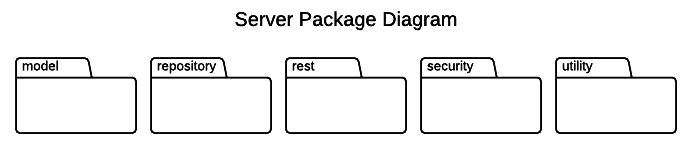 Server Package Diagram
model
repository
rest
security
utility